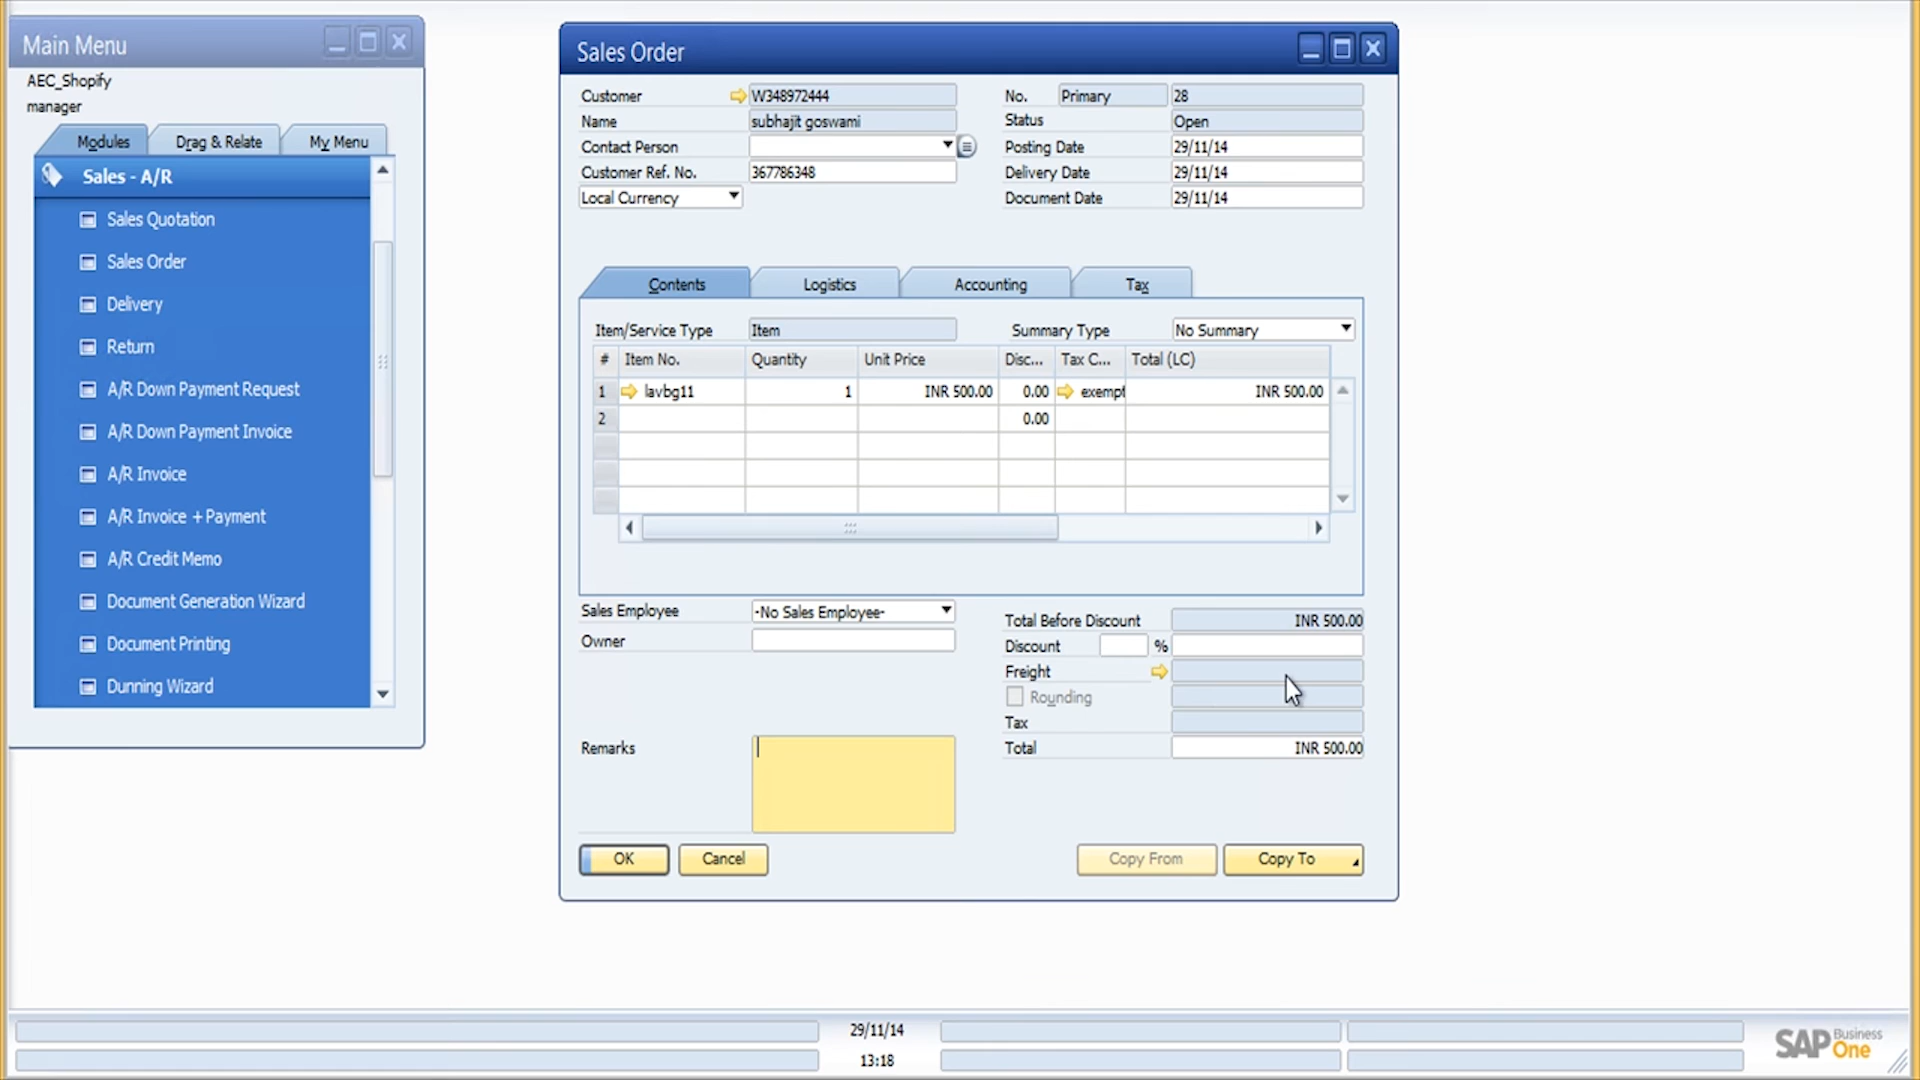 Main Menu
AEC_Shopify
manager
Modules
Drag & Relate
My Menu
Sales - A/R
Sales Quotation
Sales Order
Delivery
Return
A/R Down Payment Request
A/R Down Payment Invoice
A/R Invoice
A/R Invoice + Payment
A/R Credit Memo
Document Generation Wizard
Document Printing
Dunning Wizard
Sales Order
Customer W348972444
Name subhajit goswami
Contact Person
Customer Ref. No. 367786348
Local Currency
No. Primary 28
Status Open
Posting Date 29/11/14
Delivery Date 29/11/14
Document Date 29/11/14
Contents Logistics Accounting Tax
Item/Service Type Item Summary Type No Summary
# Item No. Quantity Unit Price Disc... Tax C... Total (LC)
1 lavbg11 1 INR 500.00 0.00 exempt INR 500.00
2 0.00
Sales Employee -No Sales Employee-
Owner
Remarks
Total Before Discount INR 500.00
Discount %
Freight
Rounding
Tax
Total INR 500.00
OK Cancel Copy From Copy To
29/11/14
13:18
SAP Business One